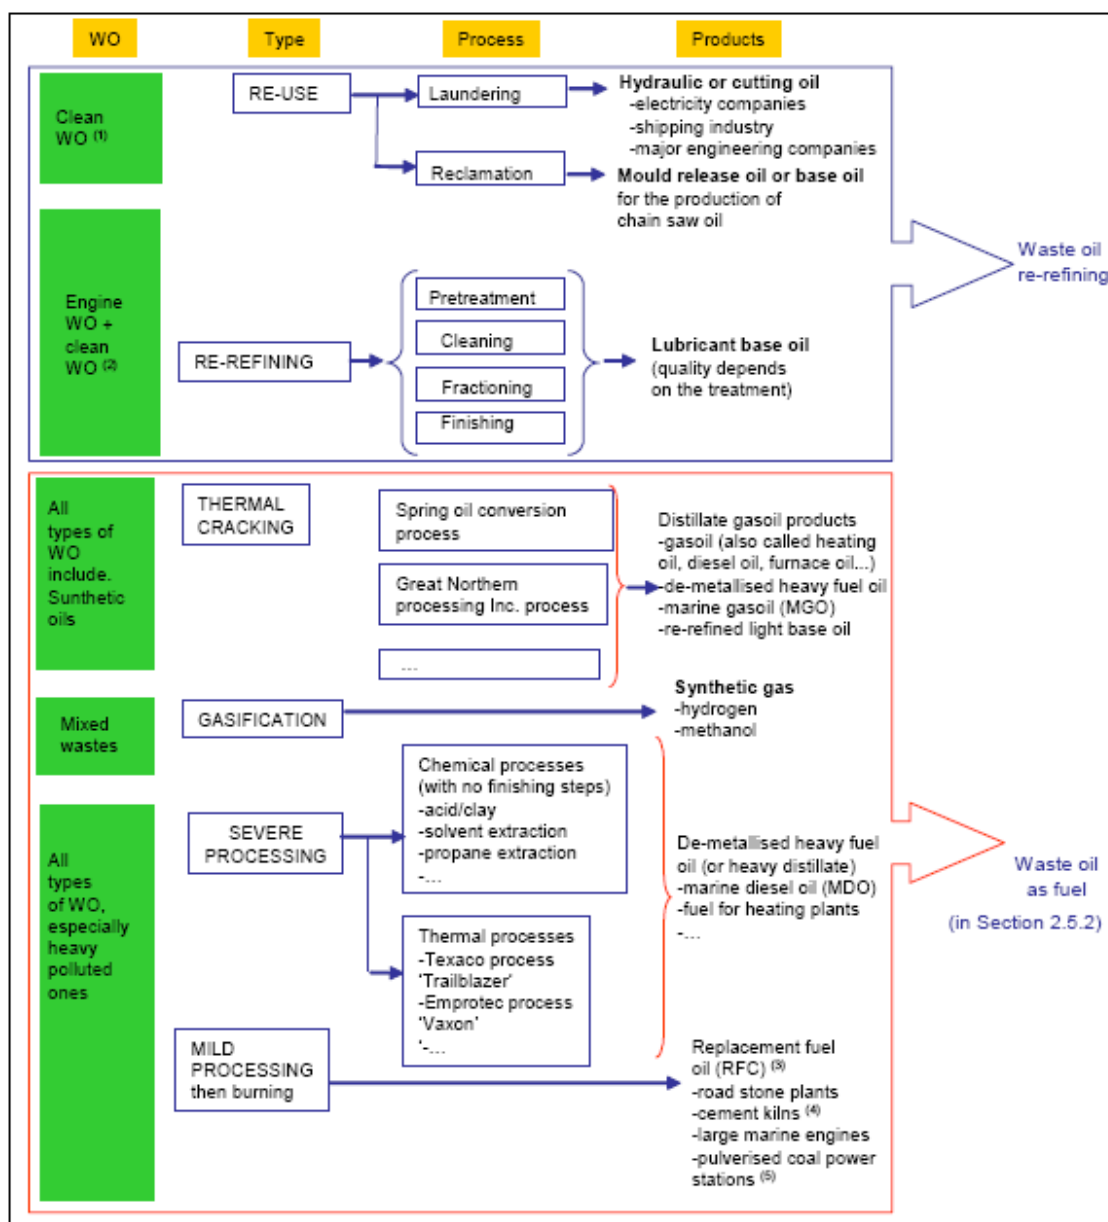 WO
Type
Process
Products
Clean
WO (1)
RE-USE
Laundering
Hydraulic or cutting oil
-electricity companies
-shipping industry
-major engineering companies
Reclamation
Mould release oil or base oil
for the production of
chain saw oil
Engine
WO +
clean
WO (2)
RE-REFINING
Pretreatment
Cleaning
Fractioning
Finishing
Lubricant base oil
(quality depends
on the treatment)
Waste oil
re-refining
All
types of
WO
include.
Sunthetic
oils
THERMAL
CRACKING
Spring oil conversion
process
Great Northern
processing Inc. process
...
Distillate gasoil products
-gasoil (also called heating
oil, diesel oil, furnace oil...)
-de-metallised heavy fuel oil
-marine gasoil (MGO)
-re-refined light base oil
Mixed
wastes
GASIFICATION
Synthetic gas
-hydrogen
-methanol
All
types
of WO,
especially
heavy
polluted
ones
SEVERE
PROCESSING
Chemical processes
(with no finishing steps)
-acid/clay
-solvent extraction
-propane extraction
-...
Thermal processes
-Texaco process
'Trailblazer'
-Emprotec process
'Vaxon'
'-...
De-metallised heavy fuel
oil (or heavy distillate)
-marine diesel oil (MDO)
-fuel for heating plants
-...
MILD
PROCESSING
then burning
Replacement fuel
oil (RFC) (3)
-road stone plants
-cement kilns (4)
-large marine engines
-pulverised coal power
stations (5)
Waste oil
as fuel
(in Section 2.5.2)